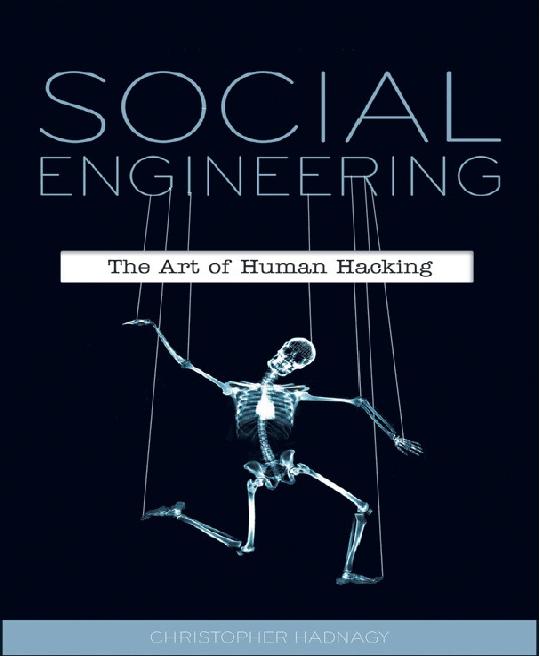 SOCIAL
ENGINEERING
The Art of Human Hacking
CHRISTOPHER HADNAGY